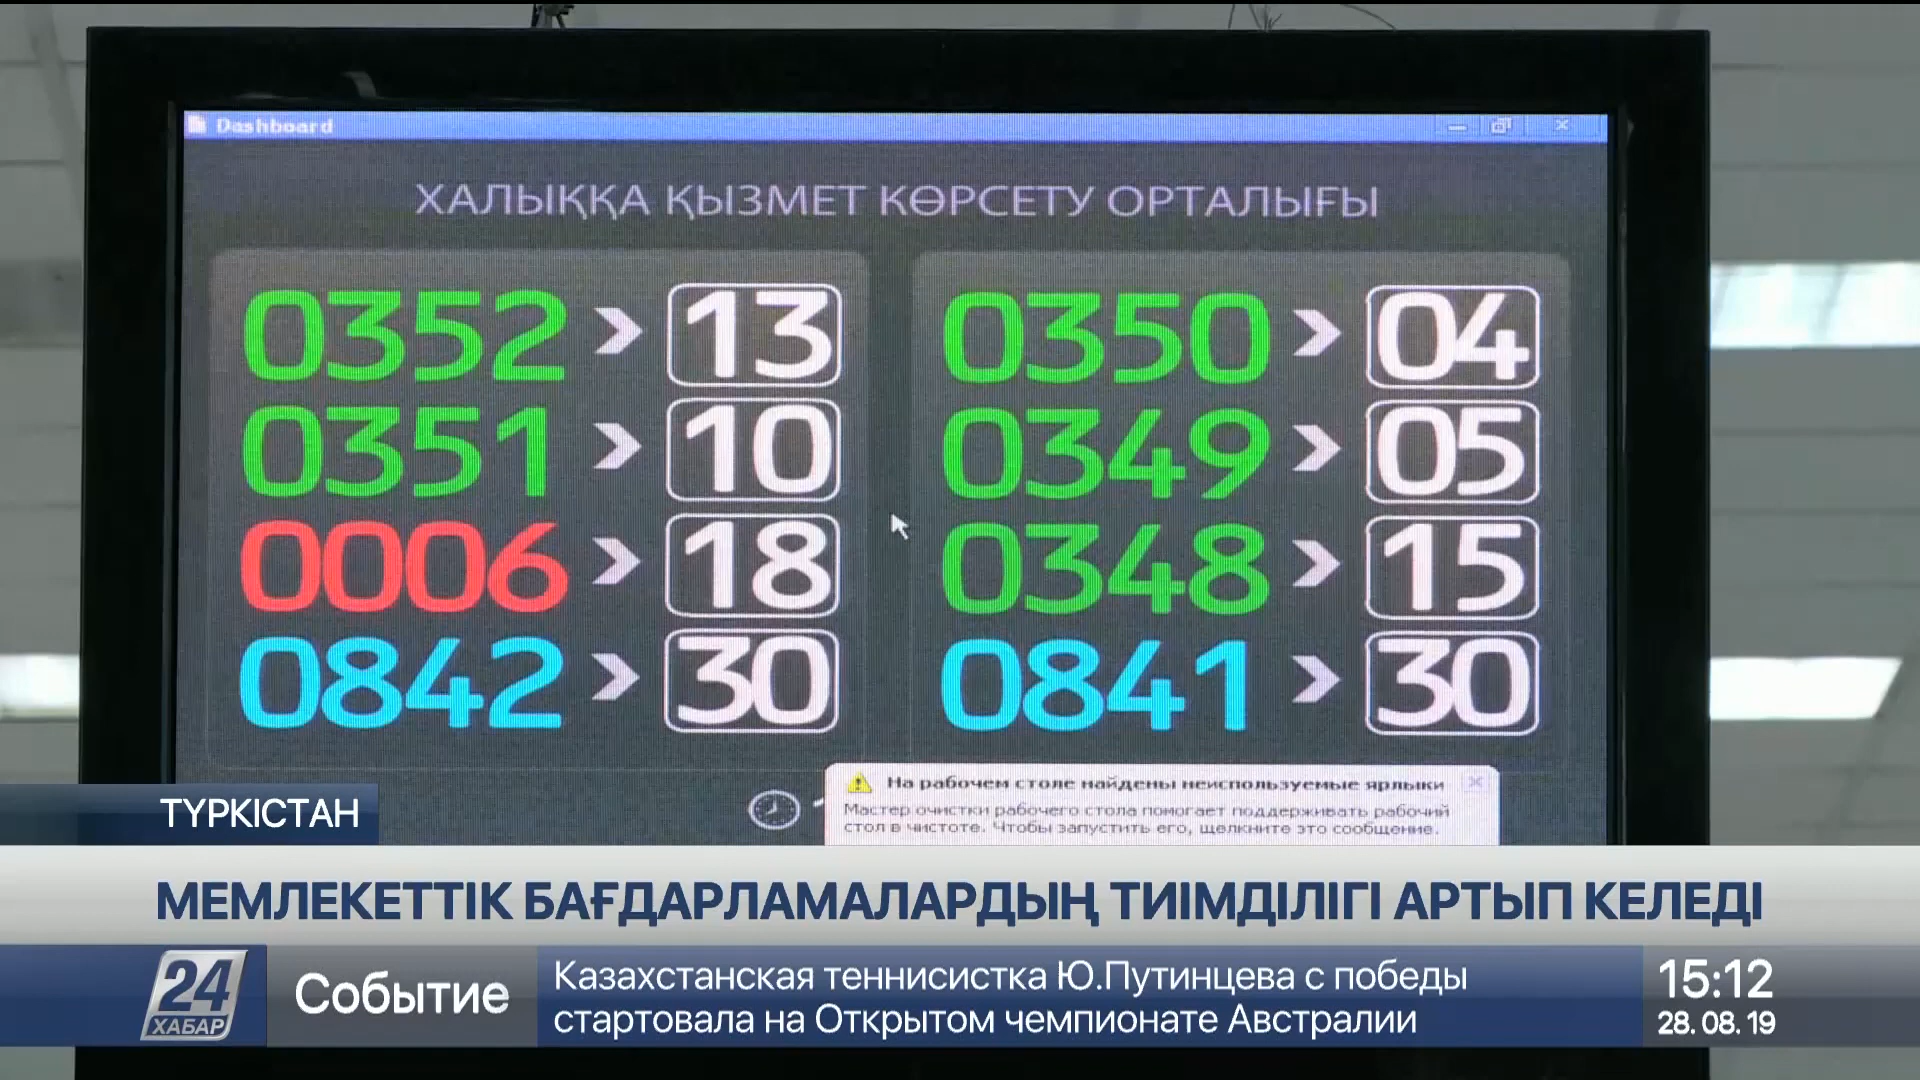 Dashboard
ХАЛЫҚҚА ҚЫЗМЕТ КӨРСЕТУ ОРТАЛЫҒЫ
0352 > 13
0351 > 10
0006 > 18
0842 > 30
0350 > 04
0349 > 05
0348 > 15
0841 > 30
На рабочем столе найдены неиспользуемые ярлыки
Мастер очистки рабочего стола помогает поддерживать рабочий
стол в чистоте. Чтобы запустить его, щелкните это сообщение.
ТҮРКІСТАН
МЕМЛЕКЕТТІК БАҒДАРЛАМАЛАРДЫҢ ТИІМДІЛІГІ АРТЫП КЕЛЕДІ
24
ХАБАР
Событие
Казахстанская теннисистка Ю.Путинцева с победы
стартовала на Открытом чемпионате Австралии
15:12
28. 08. 19